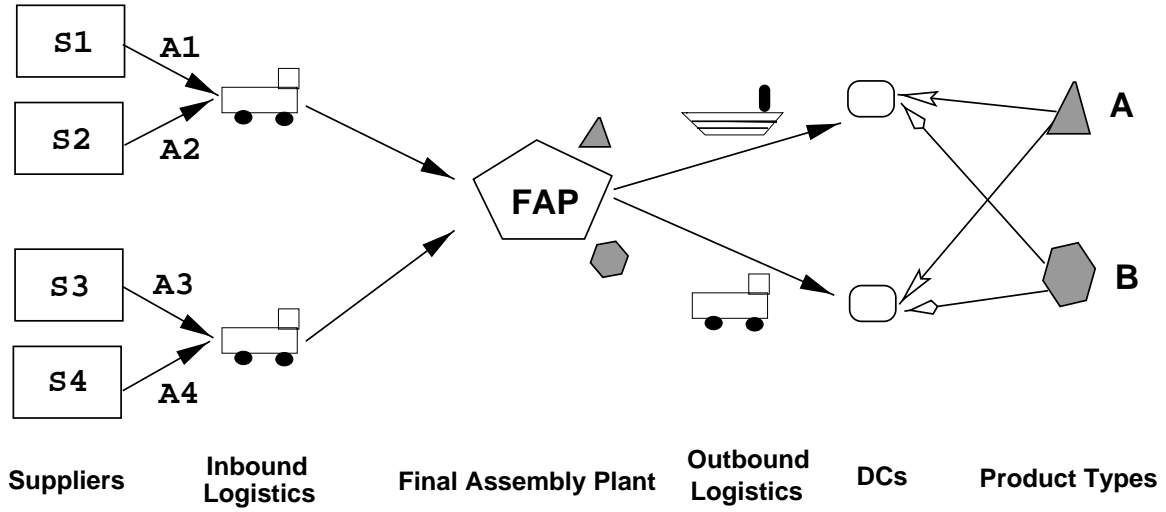 S1
A1
S2
A2
S3
A3
S4
A4
FAP
A
B
Suppliers
Inbound
Logistics
Final Assembly Plant
Outbound
Logistics
DCs
Product Types